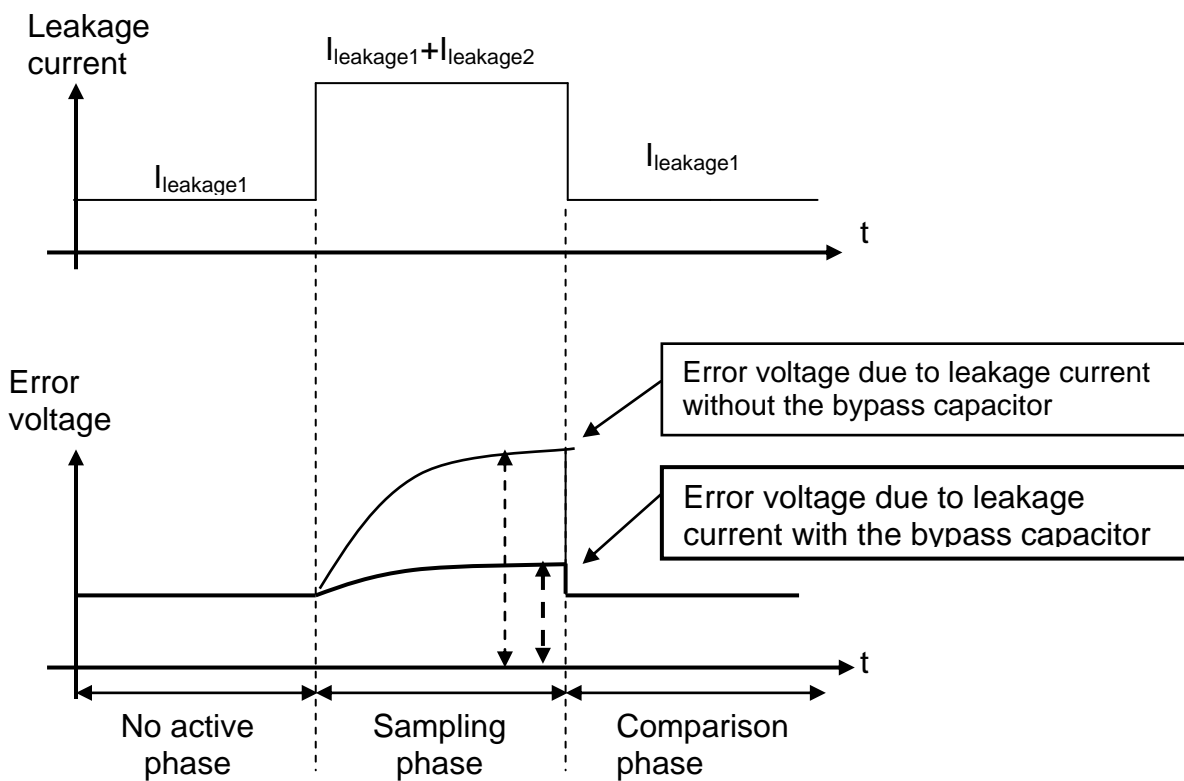 Leakage
current
Ileakage1+Ileakage2
Ileakage1
Ileakage1
t
Error
voltage
Error voltage due to leakage current
without the bypass capacitor
Error voltage due to leakage
current with the bypass capacitor
t
No active
phase
Sampling
phase
Comparison
phase